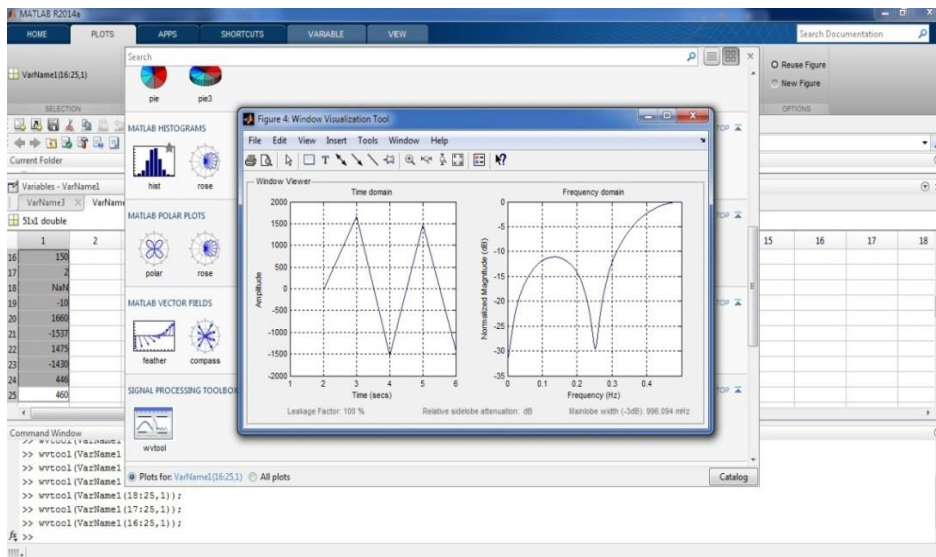 MATLAB R2014a
HOME PLOTS APPS SHORTCUTS VARIABLE VIEW
Search Documentation
VarName1(16:25,1)
Search
Reuse Figure
New Figure
pie pie3
SELECTION
OPTIONS
MATLAB HISTOGRAMS
TOP
hist rose
Current Folder
Variables - VarName1
VarName3
51x1 double
MATLAB POLAR PLOTS
TOP
polar rose
1 2 15 16 17 18
16 150
17 2
18 NaN
19 -10
20 1660
21 -1537
22 1475
23 -1430
24 446
25 460
MATLAB VECTOR FIELDS
TOP
feather compass
SIGNAL PROCESSING TOOLBOX
TOP
wvtool
Plots for: VarName1(16:25,1) All plots
Catalog
Figure 4: Window Visualization Tool
File Edit View Insert Tools Window Help
Window Viewer
Time domain
2000
1500
1000
500
0
-500
-1000
-1500
-2000
Amplitude
1 2 3 4 5 6
Time (secs)
Frequency domain
0
-5
-10
-15
-20
-25
-30
-35
Normalized Magnitude (dB)
0 0.1 0.2 0.3 0.4
Frequency (Hz)
Leakage Factor: 100 % Relative sidelobe attenuation: dB Mainlobe width (-3dB): 996.094 mHz
Command Window
>> wvtool(VarName1
>> wvtool(VarName1
>> wvtool(VarName1
>> wvtool(VarName1
>> wvtool(VarName1(18:25,1));
>> wvtool(VarName1(17:25,1));
>> wvtool(VarName1(16:25,1));
fx >>